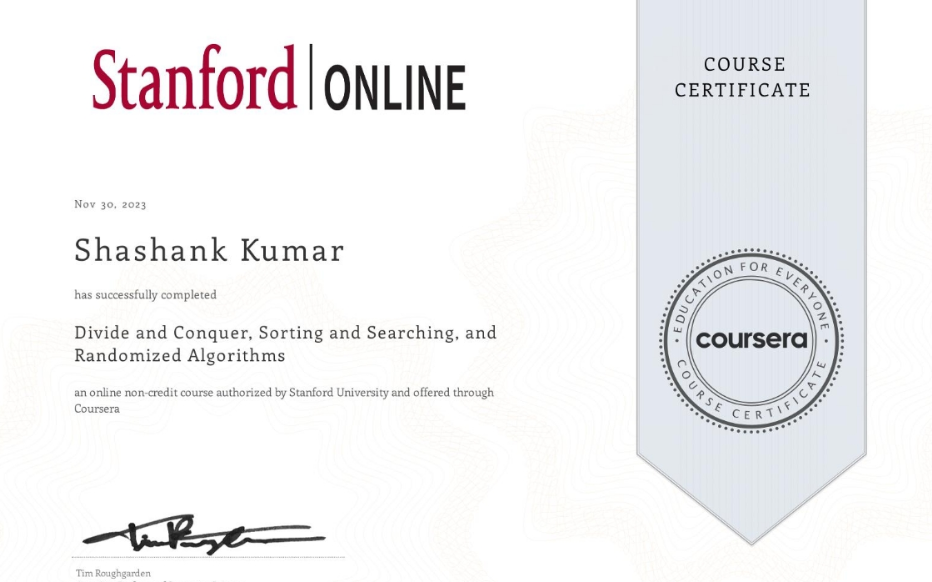 Stanford | ONLINE
COURSE
CERTIFICATE
Nov 30, 2023
Shashank Kumar
has successfully completed
Divide and Conquer, Sorting and Searching, and
Randomized Algorithms
an online non-credit course authorized by Stanford University and offered through
Coursera
EDUCATION FOR EVERYONE
coursera
COURSE CERTIFICATE
Tim Roughgarden